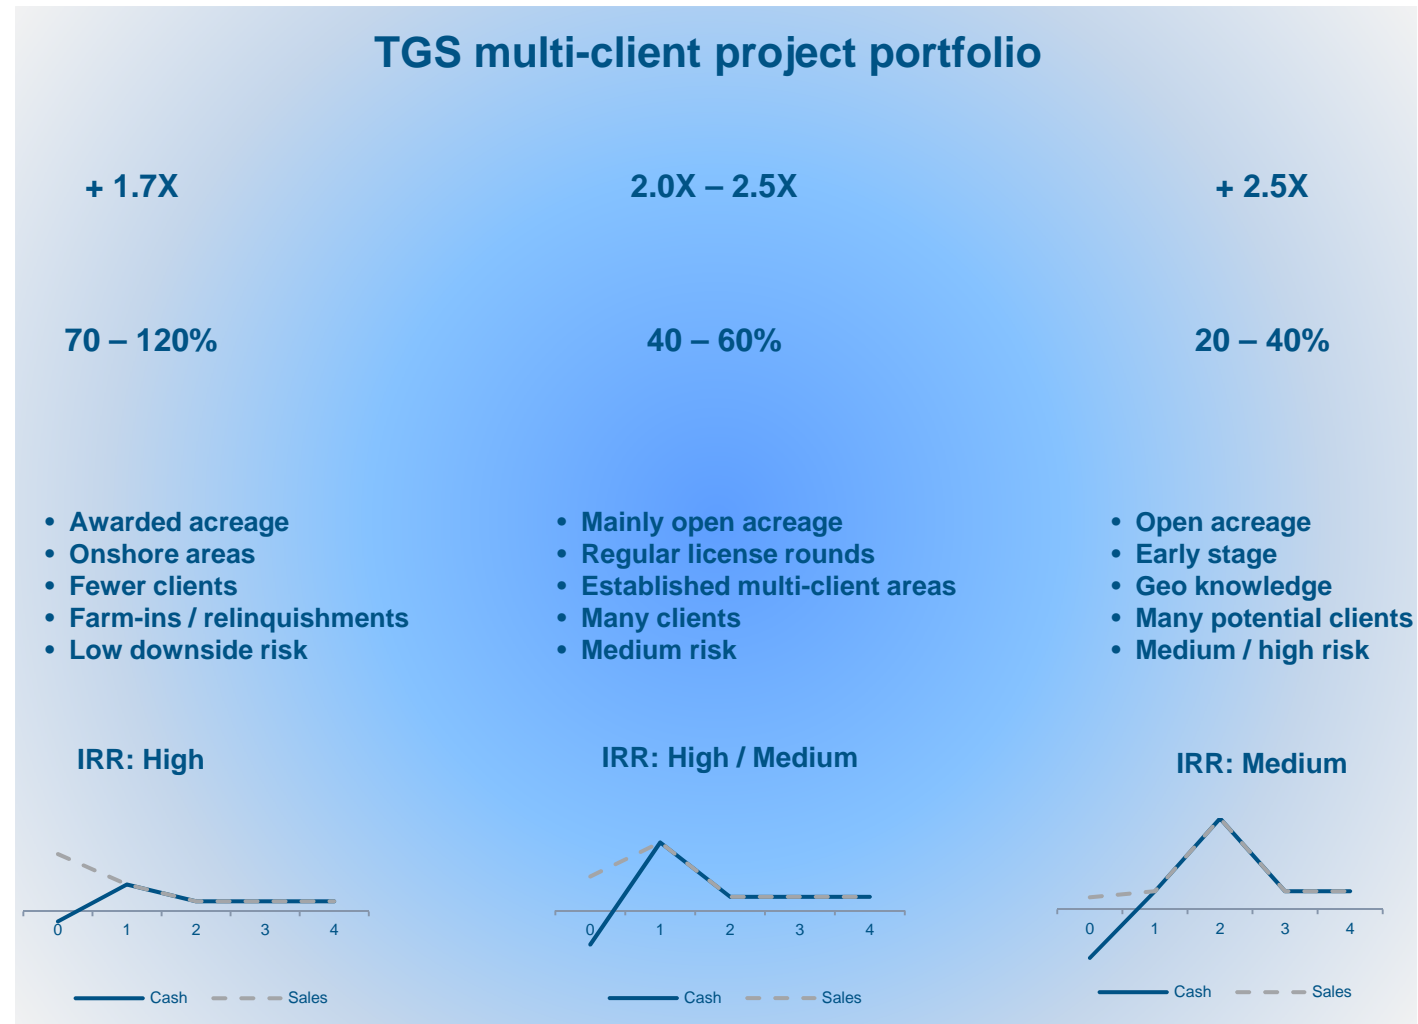 TGS multi-client project portfolio
+ 1.7X
2.0X – 2.5X
+ 2.5X
70 – 120%
40 – 60%
20 – 40%
• Awarded acreage
• Onshore areas
• Fewer clients
• Farm-ins / relinquishments
• Low downside risk
• Mainly open acreage
• Regular license rounds
• Established multi-client areas
• Many clients
• Medium risk
• Open acreage
• Early stage
• Geo knowledge
• Many potential clients
• Medium / high risk
IRR: High
0 1 2 3 4
Cash Sales
IRR: High / Medium
0 1 2 3 4
Cash Sales
IRR: Medium
0 1 2 3 4
Cash Sales